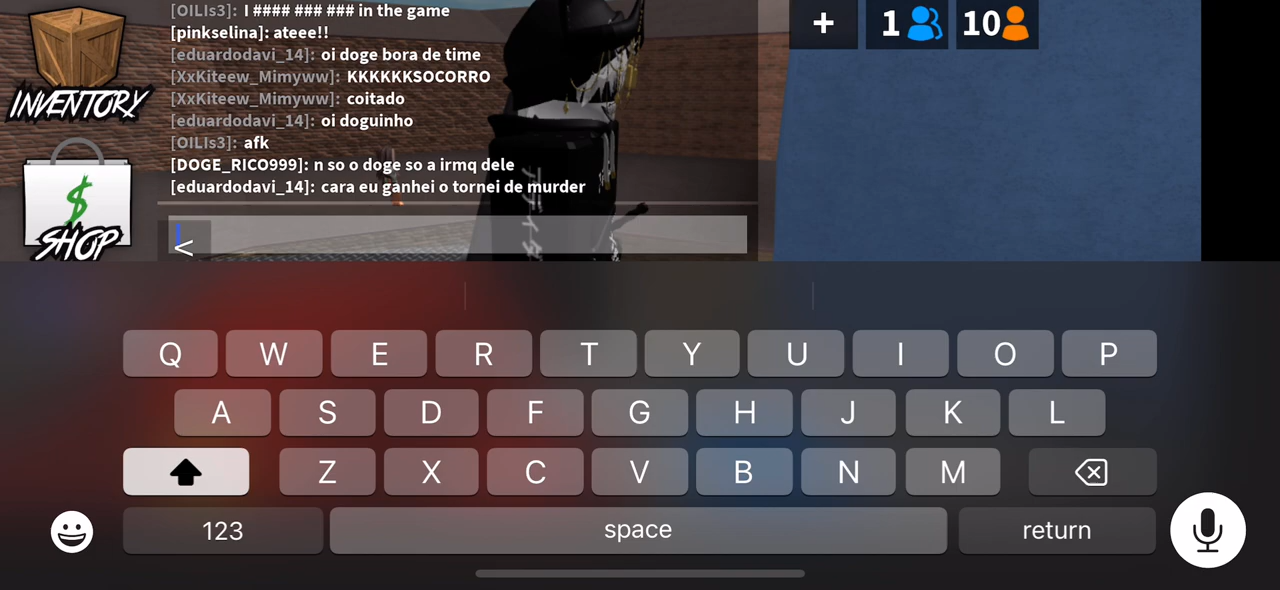 [OILIs3]: I #### ### ### in the game
[pinkselina]: ateee!!
[eduardodavi_14]: oi doge bora de time
[XxKiteew_Mimyww]: KKKKKKSOCORRO
[XxKiteew_Mimyww]: coitado
[eduardodavi_14]: oi doguinho
[OILIs3]: afk
[DOGE_RICO999]: n so o doge so a irmq dele
[eduardodavi_14]: cara eu ganhei o tornei de murder
INVENTORY
$
SHOP
<
+
1
10
Q W E R T Y U I O P
A S D F G H J K L
Z X C V B N M
123 space return